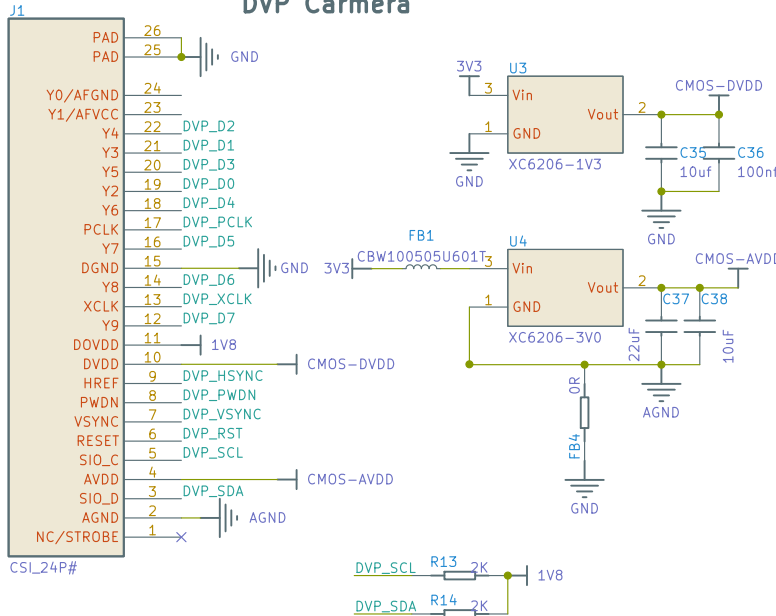 DVP Carmera
J1
PAD 26
PAD 25 GND
Y0/AFGND 24
Y1/AFVCC 23
Y4 22 DVP_D2
Y3 21 DVP_D1
Y5 20 DVP_D3
Y2 19 DVP_D0
Y6 18 DVP_D4
PCLK 17 DVP_PCLK
Y7 16 DVP_D5
DGND 15 GND
Y8 14 DVP_D6
XCLK 13 DVP_XCLK
Y9 12 DVP_D7
DOVDD 11 1V8
DVDD 10 CMOS-DVDD
HREF 9 DVP_HSYNC
PWDN 8 DVP_PWDN
VSYNC 7 DVP_VSYNC
RESET 6 DVP_RST
SIO_C 5 DVP_SCL
AVDD 4 CMOS-AVDD
SIO_D 3 DVP_SDA
AGND 2 AGND
NC/STROBE 1
CSI_24P#
3V3 U3
3 Vin
Vout 2
1 GND
GND
XC6206-1V3
CMOS-DVDD
C35
10uf
C36
100nf
GND
FB1
CBW100505U601T
3V3
U4
3 Vin
Vout 2
1 GND
XC6206-3V0
CMOS-AVDD
C37
22uF
C38
10uF
AGND
0R
FB4
GND
DVP_SCL R13 2K 1V8
DVP_SDA R14 2K